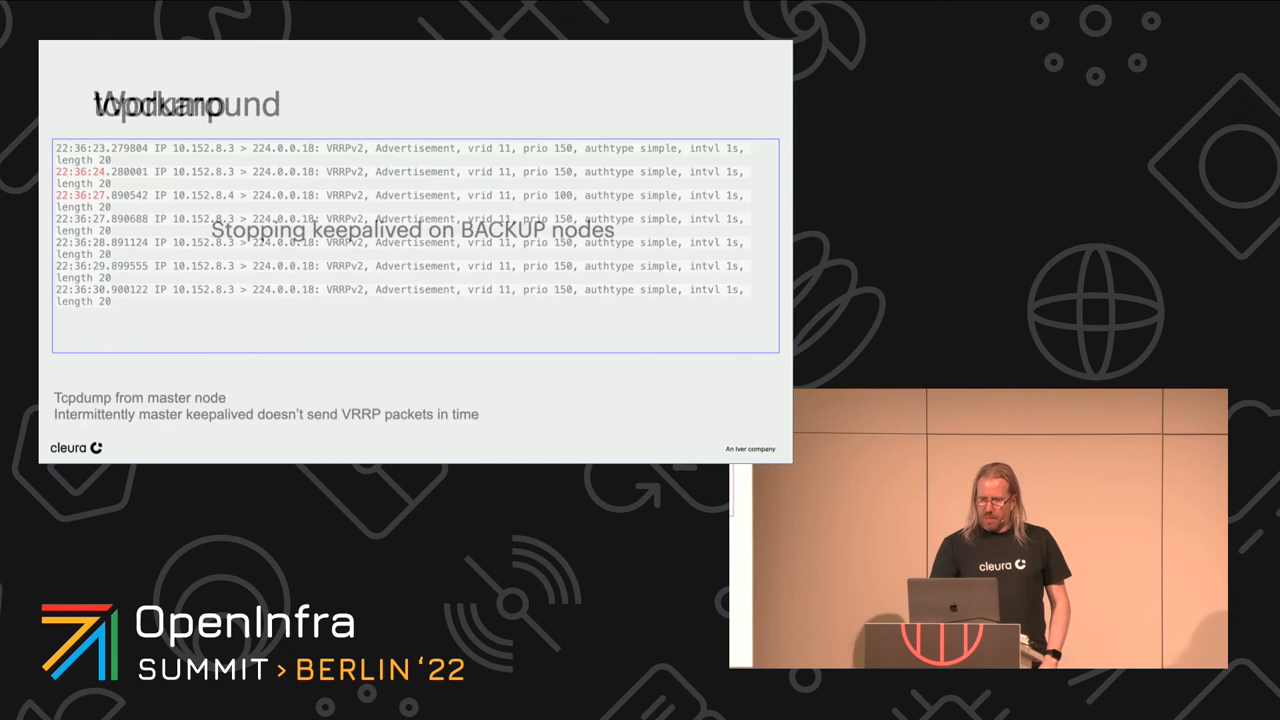 tcpdump
Workaround
22:36:23.279804 IP 10.152.8.3 > 224.0.0.18: VRRPv2, Advertisement, vrid 11, prio 150, authtype simple, intvl 1s,
length 20
22:36:24.280001 IP 10.152.8.3 > 224.0.0.18: VRRPv2, Advertisement, vrid 11, prio 150, authtype simple, intvl 1s,
length 20
22:36:27.890542 IP 10.152.8.4 > 224.0.0.18: VRRPv2, Advertisement, vrid 11, prio 100, authtype simple, intvl 1s,
length 20
22:36:27.890688 IP 10.152.8.3 > 224.0.0.18: VRRPv2, Advertisement, vrid 11, prio 150, authtype simple, intvl 1s,
length 20
Stopping keepalived on BACKUP nodes
22:36:28.891124 IP 10.152.8.3 > 224.0.0.18: VRRPv2, Advertisement, vrid 11, prio 150, authtype simple, intvl 1s,
length 20
22:36:29.899555 IP 10.152.8.3 > 224.0.0.18: VRRPv2, Advertisement, vrid 11, prio 150, authtype simple, intvl 1s,
length 20
22:36:30.900122 IP 10.152.8.3 > 224.0.0.18: VRRPv2, Advertisement, vrid 11, prio 150, authtype simple, intvl 1s,
length 20
Tcpdump from master node
Intermittently master keepalived doesn't send VRRP packets in time
cleura
An Iver company
cleura
OpenInfra
SUMMIT > BERLIN '22